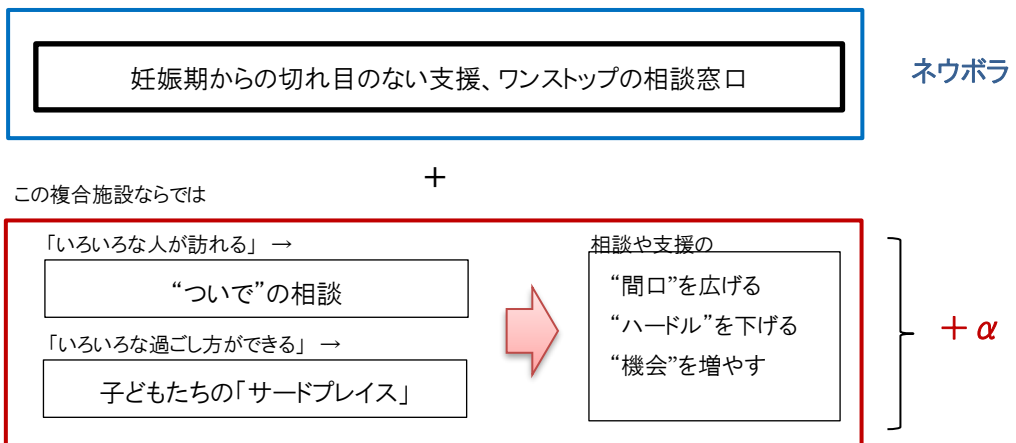 妊娠期からの切れ目のない支援、ワンストップの相談窓口
ネウボラ
＋
この複合施設ならでは
「いろいろな人が訪れる」 →
“ついで”の相談
「いろいろな過ごし方ができる」 →
子どもたちの「サードプレイス」
相談や支援の
“間口”を広げる
“ハードル”を下げる
“機会”を増やす
＋α